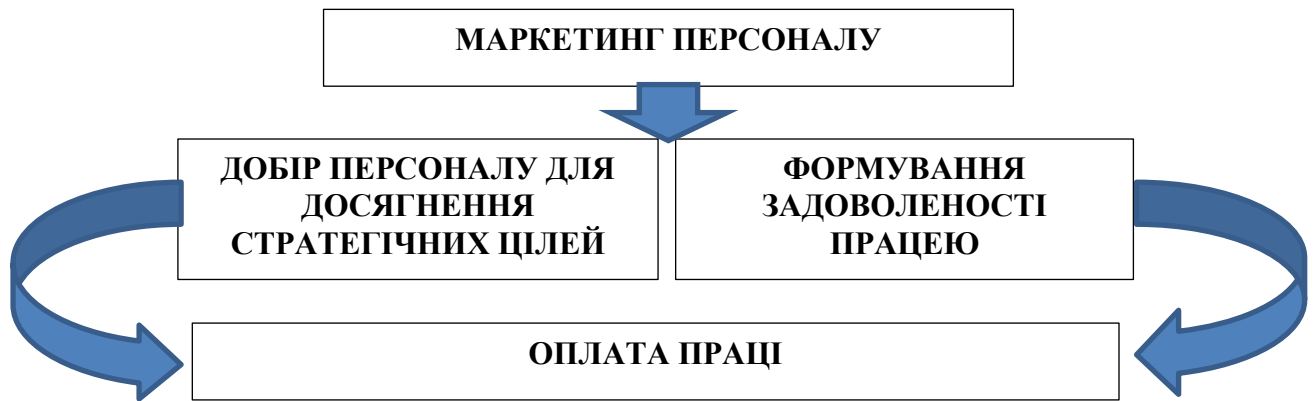 МАРКЕТИНГ ПЕРСОНАЛУ
ДОБІР ПЕРСОНАЛУ ДЛЯ
ДОСЯГНЕННЯ
СТРАТЕГІЧНИХ ЦІЛЕЙ
ФОРМУВАННЯ
ЗАДОВОЛЕНОСТІ
ПРАЦЕЮ
ОПЛАТА ПРАЦІ